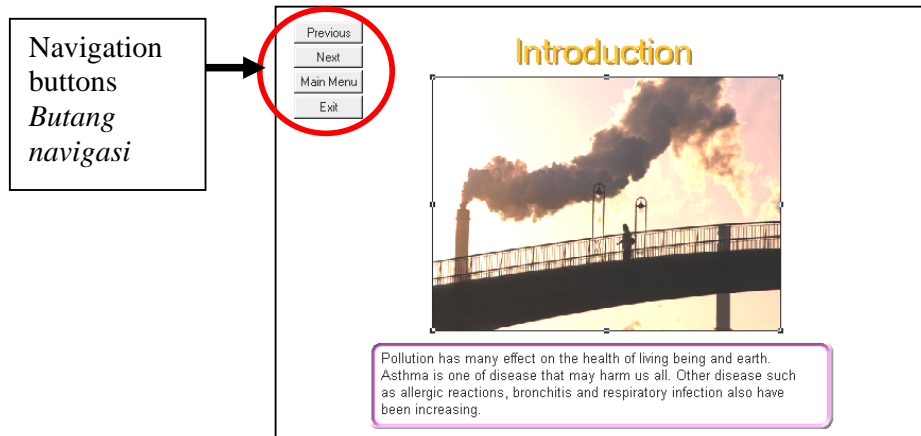 Navigation
buttons
Butang
navigasi
Previous
Next
Main Menu
Exit
Introduction
Pollution has many effect on the health of living being and earth.
Asthma is one of disease that may harm us all. Other disease such
as allergic reactions, bronchitis and respiratory infection also have
been increasing.